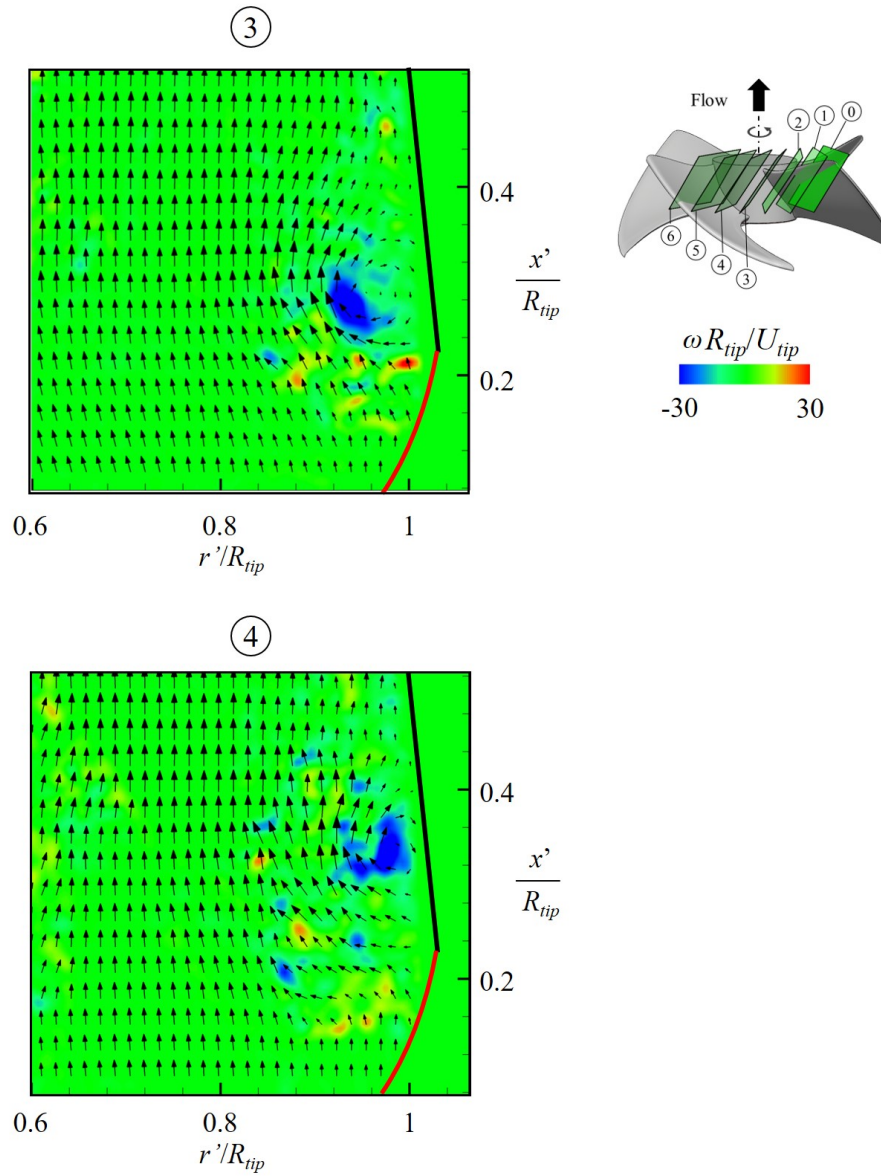 ③
Flow
② ① ⓪
⑥ ⑤ ④ ③
0.4
x'
R_tip
0.2
ω R_tip/U_tip
-30 30
0.6 0.8 1
r'/R_tip
④
0.4
x'
R_tip
0.2
0.6 0.8 1
r'/R_tip